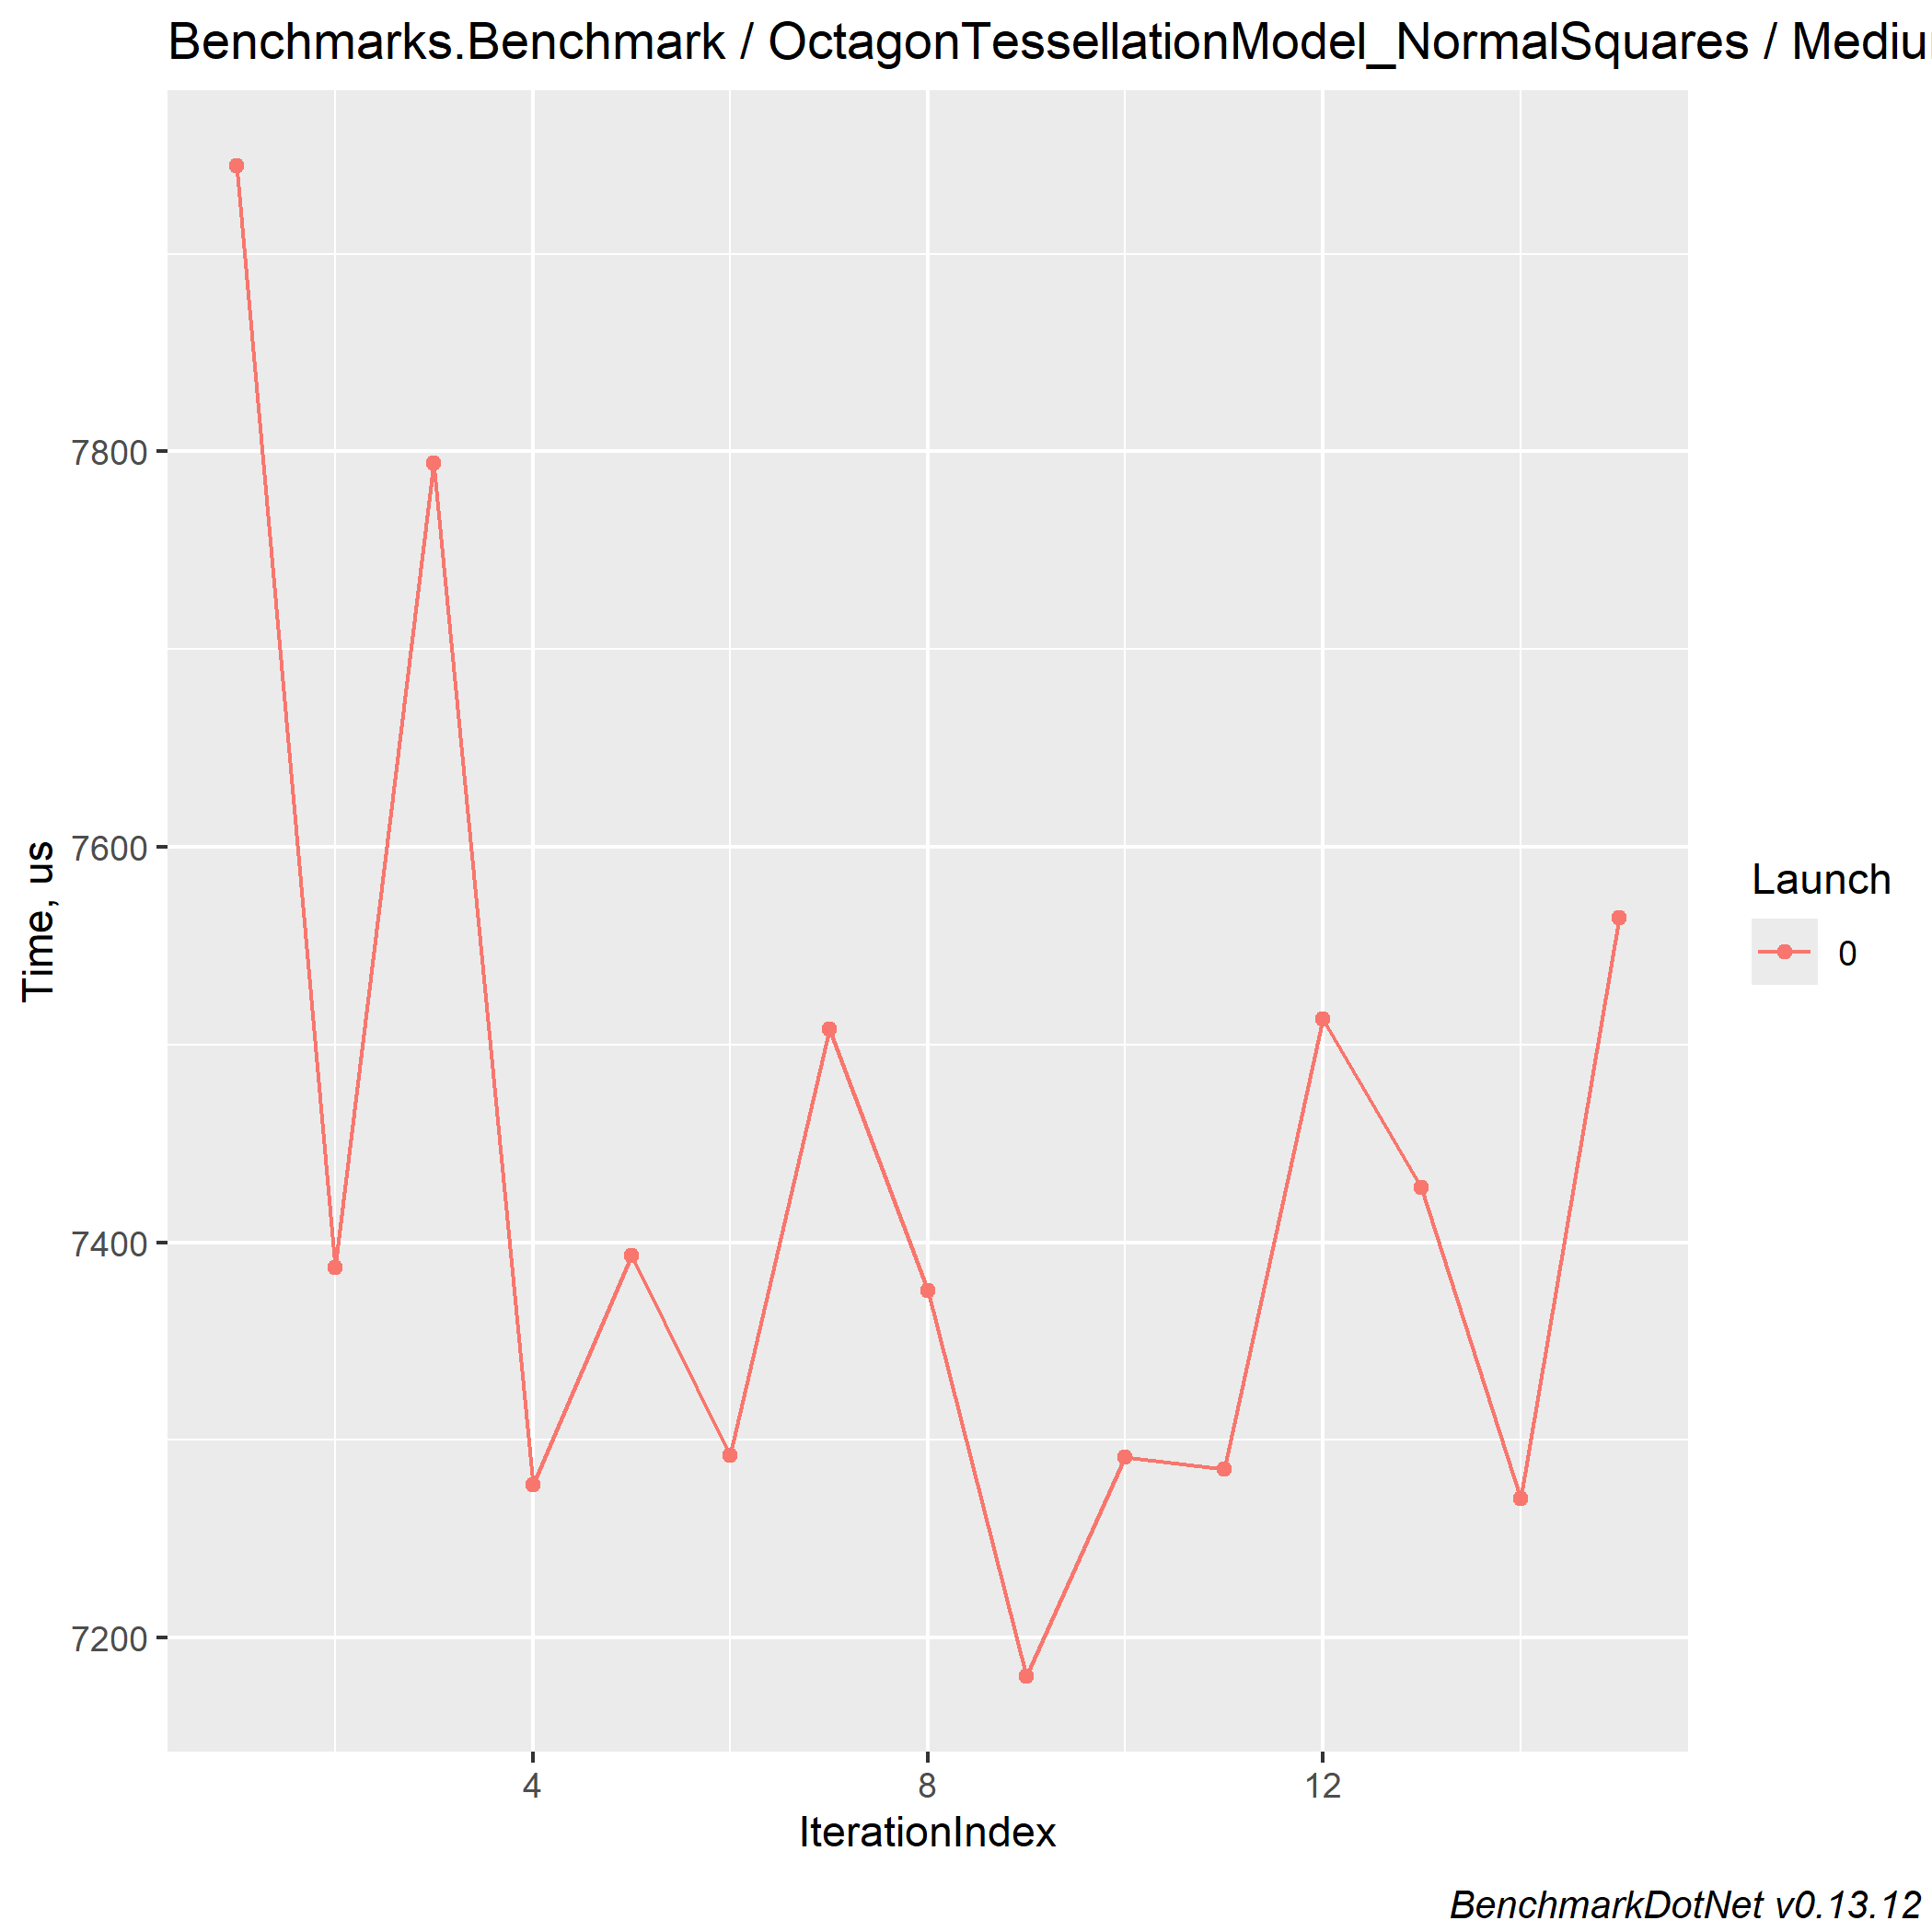 Benchmarks.Benchmark / OctagonTessellationModel_NormalSquares /
7800
7600
7400
7200
Time, us
4
8
12
IterationIndex
Launch
0
BenchmarkDotNet v0.13.12